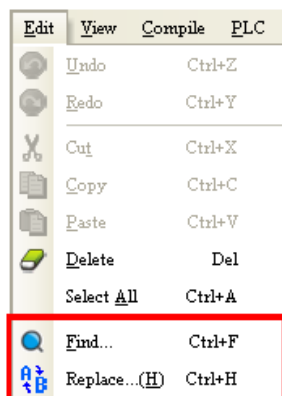 Edit View Compile PLC
Undo Ctrl+Z
Redo Ctrl+Y
Cut Ctrl+X
Copy Ctrl+C
Paste Ctrl+V
Delete Del
Select All Ctrl+A
Find... Ctrl+F
Replace...(H) Ctrl+H